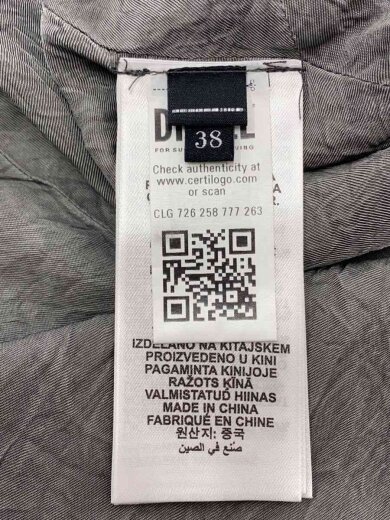 38
Check authenticity at
www.certilogo.com
or scan
CLG 726 258 777 263
IZDELANO NA KITAJSKEM
PROIZVEDENO U KINI
PAGAMINTA KINIJOJE
RAŽOTS ĶĪNĀ
VALMISTATUD HIINAS
MADE IN CHINA
FABRIQUÉ EN CHINE
원산지: 중국
صُنع في الصين